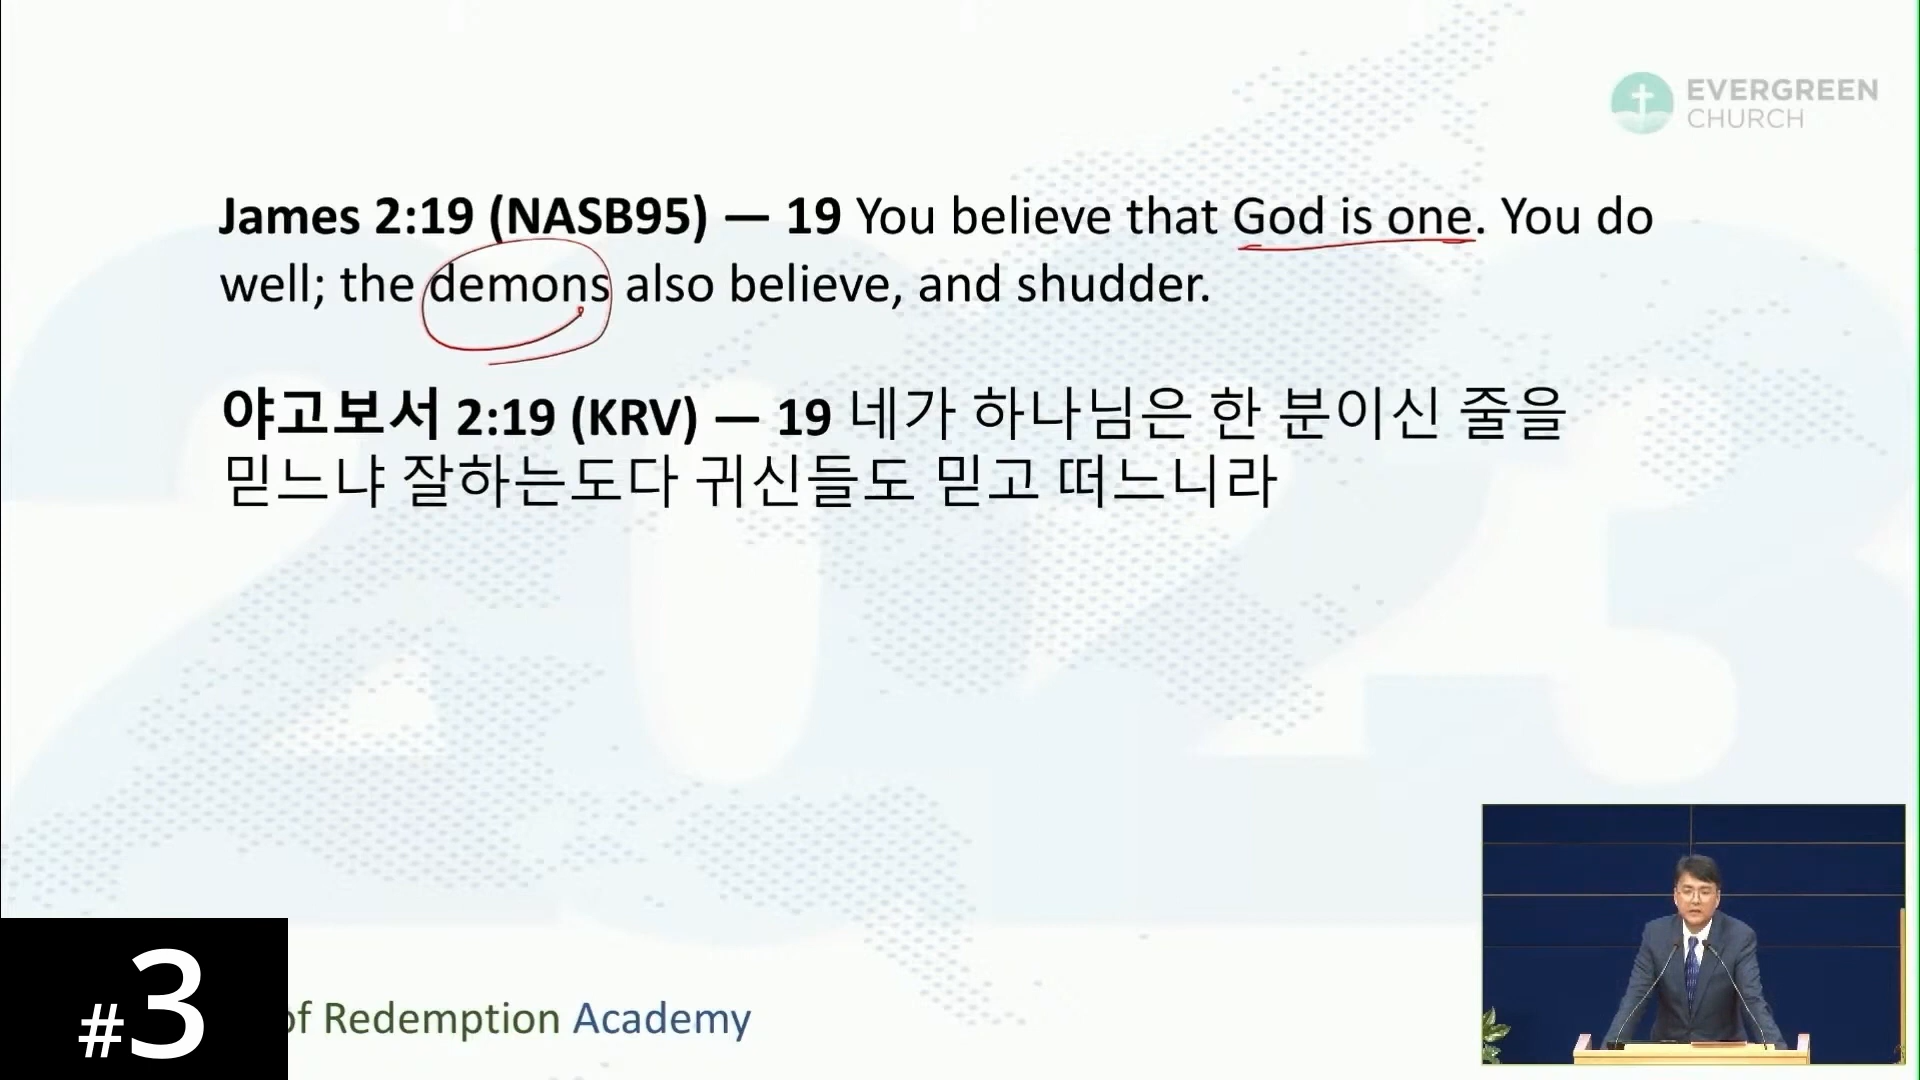 EVERGREEN
CHURCH
James 2:19 (NASB95) — 19 You believe that God is one. You do
well; the demons also believe, and shudder.
야고보서 2:19 (KRV) — 19 네가 하나님은 한 분이신 줄을
믿느냐 잘하는도다 귀신들도 믿고 떠느니라
#3
of Redemption Academy